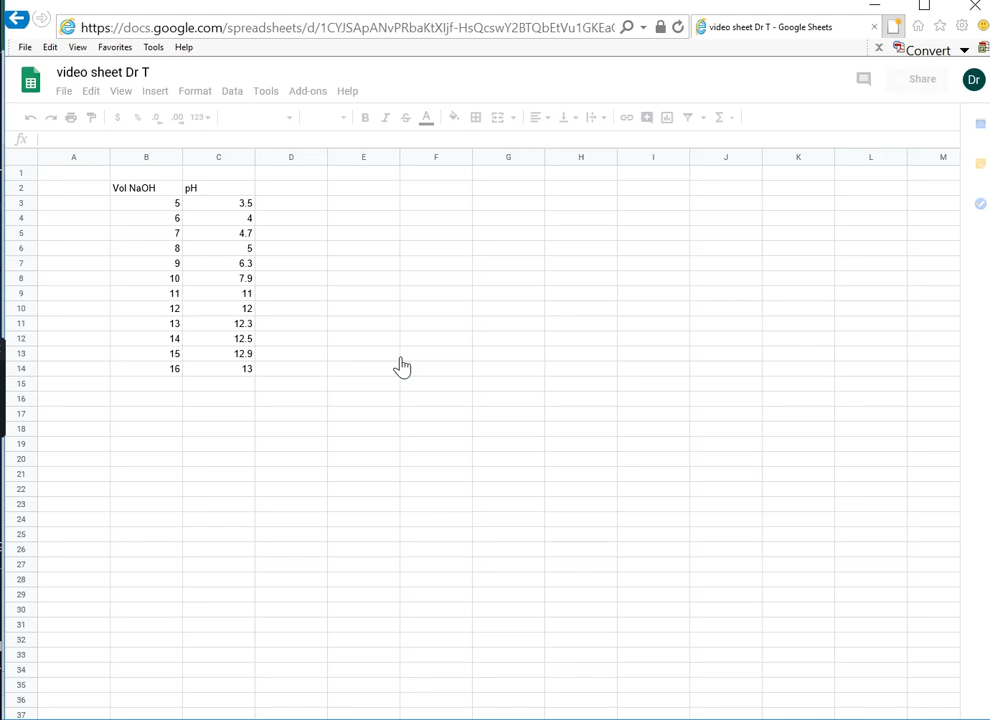 https://docs.google.com/spreadsheets/d/1CYJSApANvPRbaKtXIjf-HsQcswY2BTQbEtVu1GKEaC
video sheet Dr T - Google Sheets
File Edit View Favorites Tools Help
x Convert
video sheet Dr T
Share
Dr
File Edit View Insert Format Data Tools Add-ons Help
$ % .0 .00 123 B I S A Σ
fx
A B C D E F G H I J K L M
1
2 Vol NaOH pH
3 5 3.5
4 6 4
5 7 4.7
6 8 5
7 9 6.3
8 10 7.9
9 11 11
10 12 12
11 13 12.3
12 14 12.5
13 15 12.9
14 16 13
15
16
17
18
19
20
21
22
23
24
25
26
27
28
29
30
31
32
33
34
35
36
37